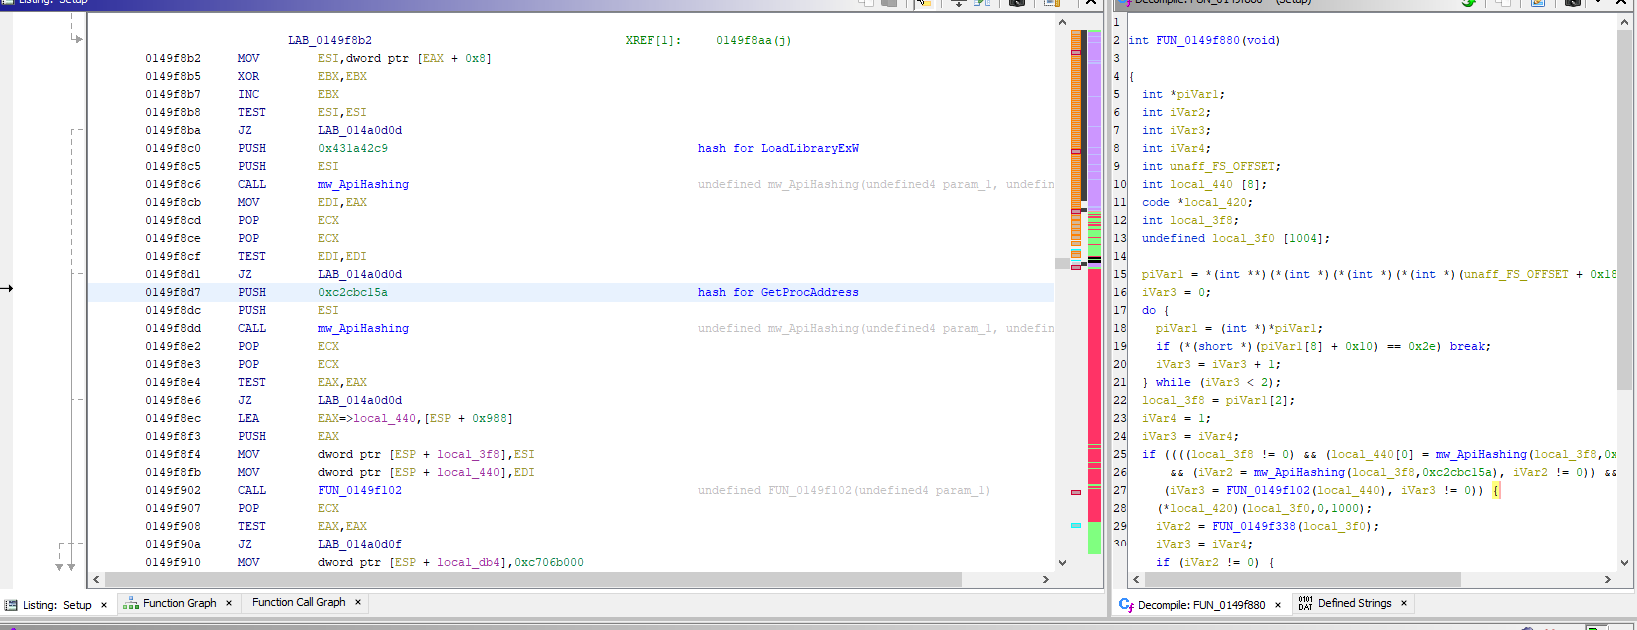 Listing: Setup
LAB_0149f8b2 XREF[1]: 0149f8aa(j)
0149f8b2 MOV ESI,dword ptr [EAX + 0x8]
0149f8b5 XOR EBX,EBX
0149f8b7 INC EBX
0149f8b8 TEST ESI,ESI
0149f8ba JZ LAB_014a0d0d
0149f8c0 PUSH 0x431a42c9 hash for LoadLibraryExW
0149f8c5 PUSH ESI
0149f8c6 CALL mw_ApiHashing undefined mw_ApiHashing(undefined4 param_1, undefin
0149f8cb MOV EDI,EAX
0149f8cd POP ECX
0149f8ce POP ECX
0149f8cf TEST EDI,EDI
0149f8d1 JZ LAB_014a0d0d
0149f8d7 PUSH 0xc2cbc15a hash for GetProcAddress
0149f8dc PUSH ESI
0149f8dd CALL mw_ApiHashing undefined mw_ApiHashing(undefined4 param_1, undefin
0149f8e2 POP ECX
0149f8e3 POP ECX
0149f8e4 TEST EAX,EAX
0149f8e6 JZ LAB_014a0d0d
0149f8ec LEA EAX=>local_440,[ESP + 0x988]
0149f8f3 PUSH EAX
0149f8f4 MOV dword ptr [ESP + local_3f8],ESI
0149f8fb MOV dword ptr [ESP + local_440],EDI
0149f902 CALL FUN_0149f102 undefined FUN_0149f102(undefined4 param_1)
0149f907 POP ECX
0149f908 TEST EAX,EAX
0149f90a JZ LAB_014a0d0f
0149f910 MOV dword ptr [ESP + local_db4],0xc706b000
Listing: Setup × Function Graph × Function Call Graph ×
Decompile: FUN_0149f880 - (Setup)
1
2 int FUN_0149f880(void)
3
4 {
5 int *piVar1;
6 int iVar2;
7 int iVar3;
8 int iVar4;
9 int unaff_FS_OFFSET;
10 int local_440 [8];
11 code *local_420;
12 int local_3f8;
13 undefined local_3f0 [1004];
14
15 piVar1 = *(int **)(*(int *)(*(int *)(*(int *)(unaff_FS_OFFSET + 0x18
16 iVar3 = 0;
17 do {
18 piVar1 = (int *)*piVar1;
19 if (*(short *)(piVar1[8] + 0x10) == 0x2e) break;
20 iVar3 = iVar3 + 1;
21 } while (iVar3 < 2);
22 local_3f8 = piVar1[2];
23 iVar4 = 1;
24 iVar3 = iVar4;
25 if ((((local_3f8 != 0) && (local_440[0] = mw_ApiHashing(local_3f8,0x
26 && (iVar2 = mw_ApiHashing(local_3f8,0xc2cbc15a), iVar2 != 0)) &&
27 (iVar3 = FUN_0149f102(local_440), iVar3 != 0)) {
28 (*local_420)(local_3f0,0,1000);
29 iVar2 = FUN_0149f338(local_3f0);
30 iVar3 = iVar4;
if (iVar2 != 0) {
Decompile: FUN_0149f880 × Defined Strings ×